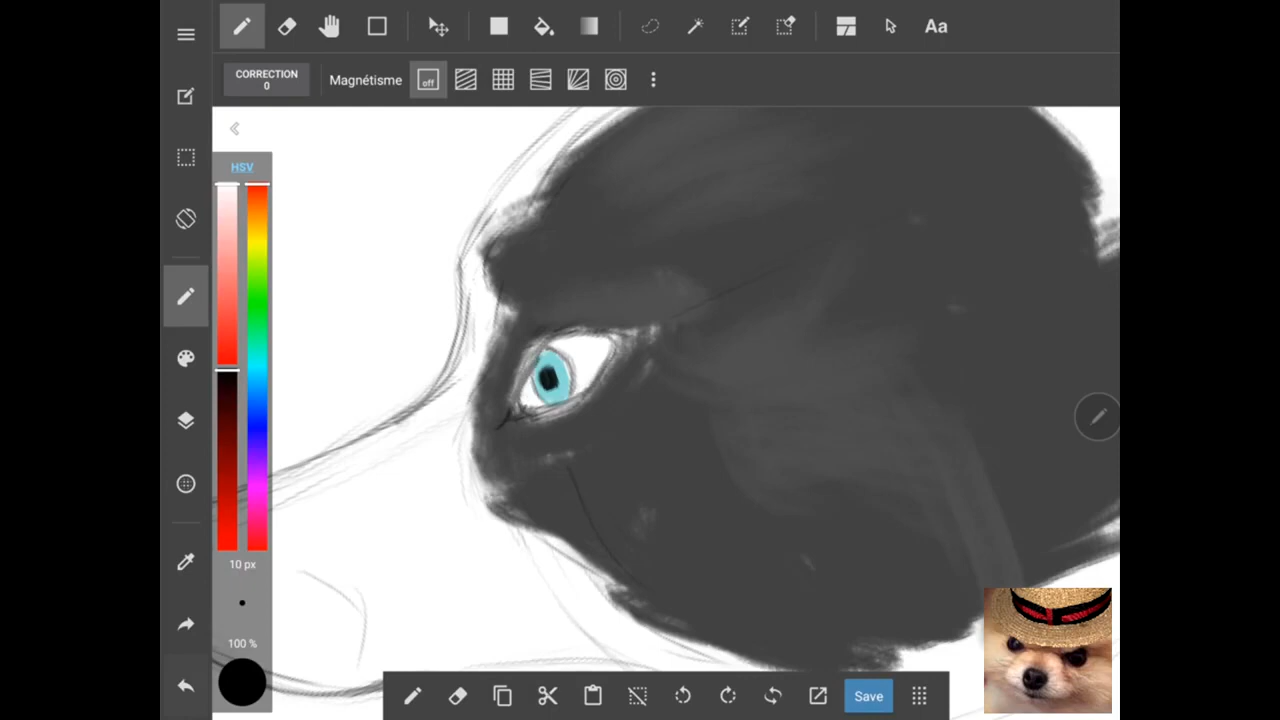 Aa
CORRECTION
0
Magnétisme
off
HSV
10 px
100 %
Save